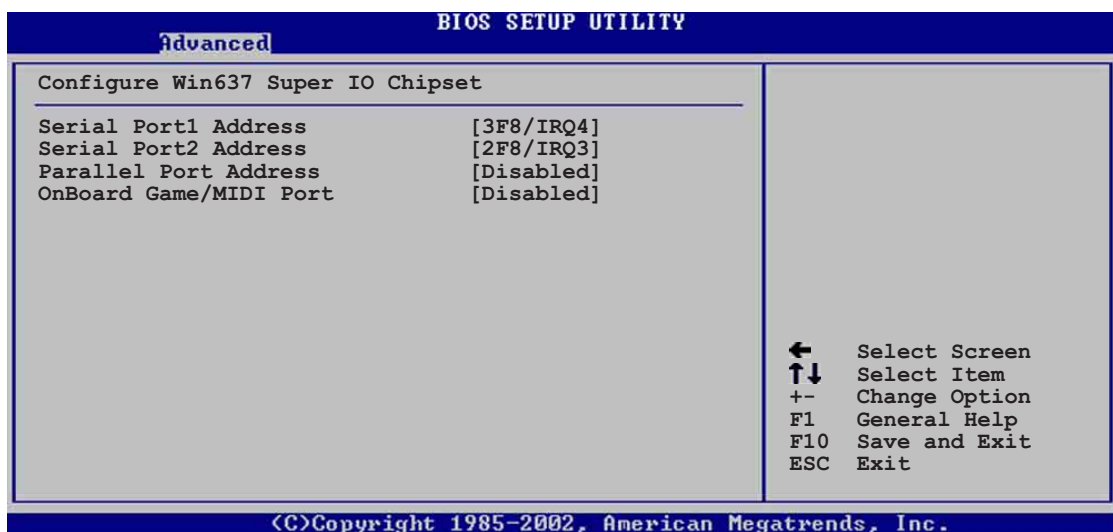 BIOS SETUP UTILITY
Advanced
Configure Win637 Super IO Chipset
Serial Port1 Address [3F8/IRQ4]
Serial Port2 Address [2F8/IRQ3]
Parallel Port Address [Disabled]
OnBoard Game/MIDI Port [Disabled]
← Select Screen
↑↓ Select Item
+- Change Option
F1 General Help
F10 Save and Exit
ESC Exit
(C)Copyright 1985-2002, American Megatrends, Inc.